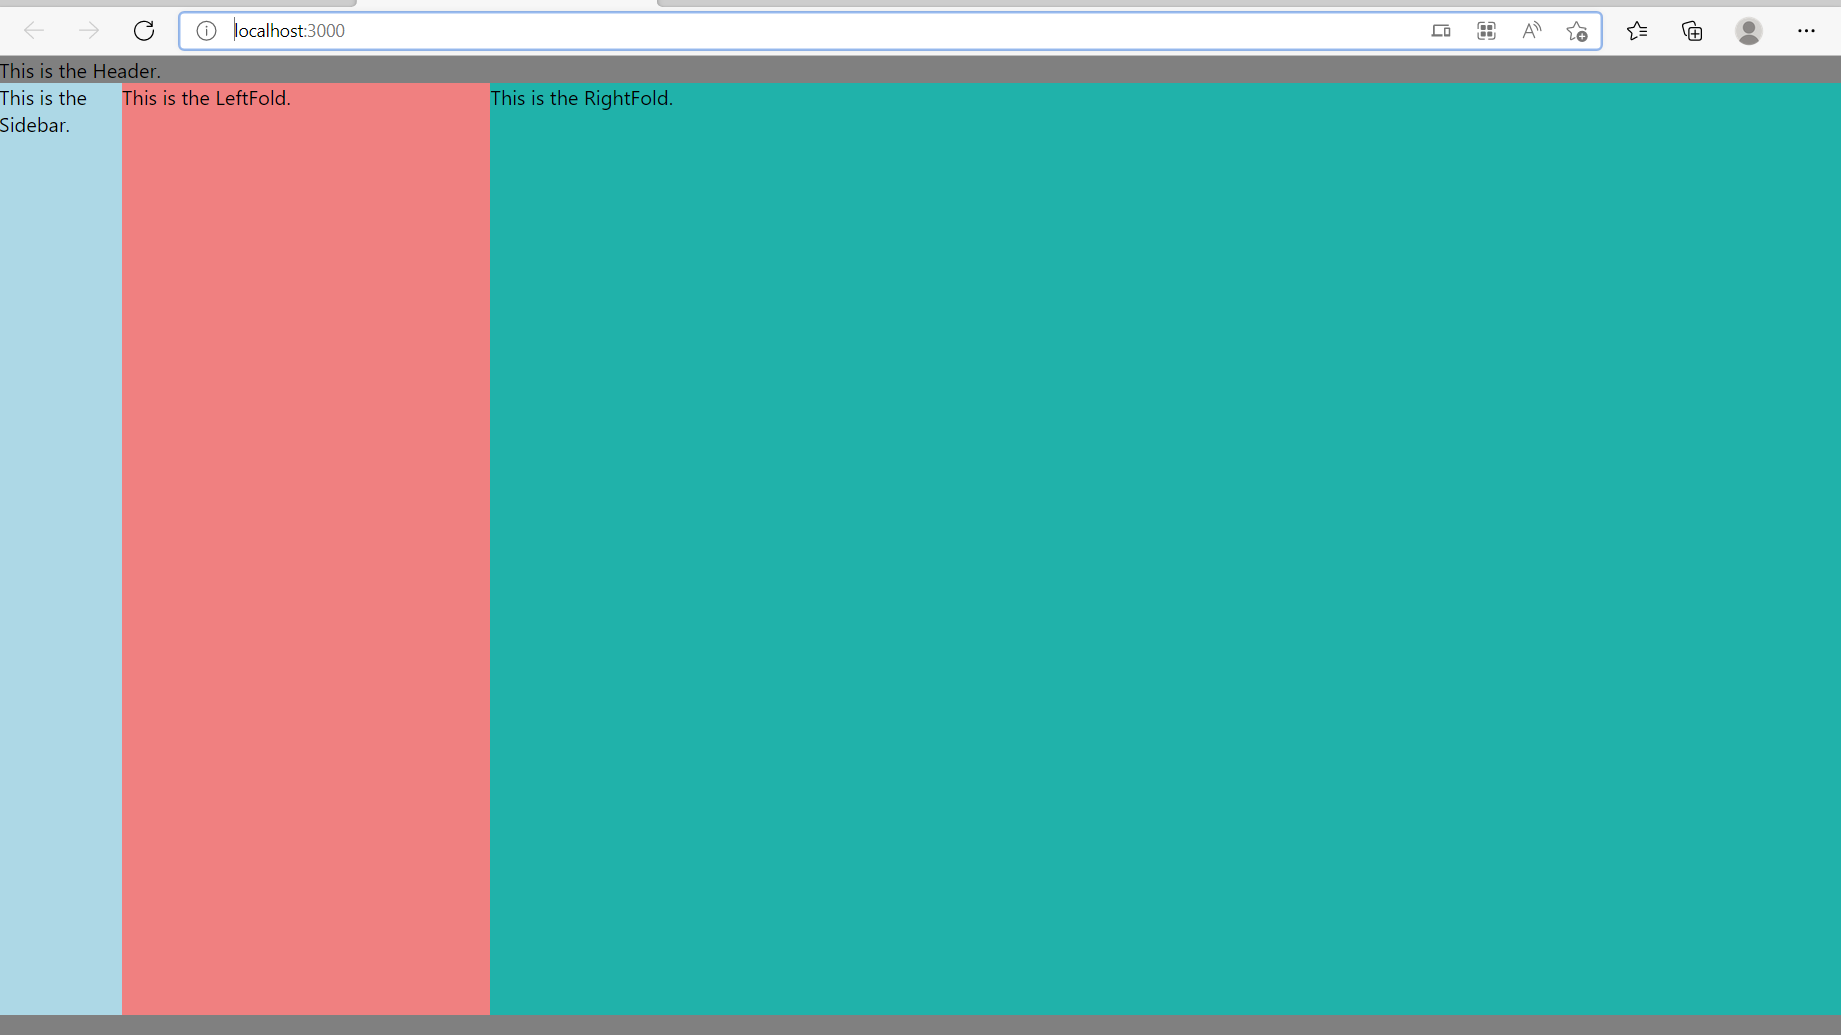 localhost:3000
This is the Header.
This is the
Sidebar.
This is the LeftFold.
This is the RightFold.